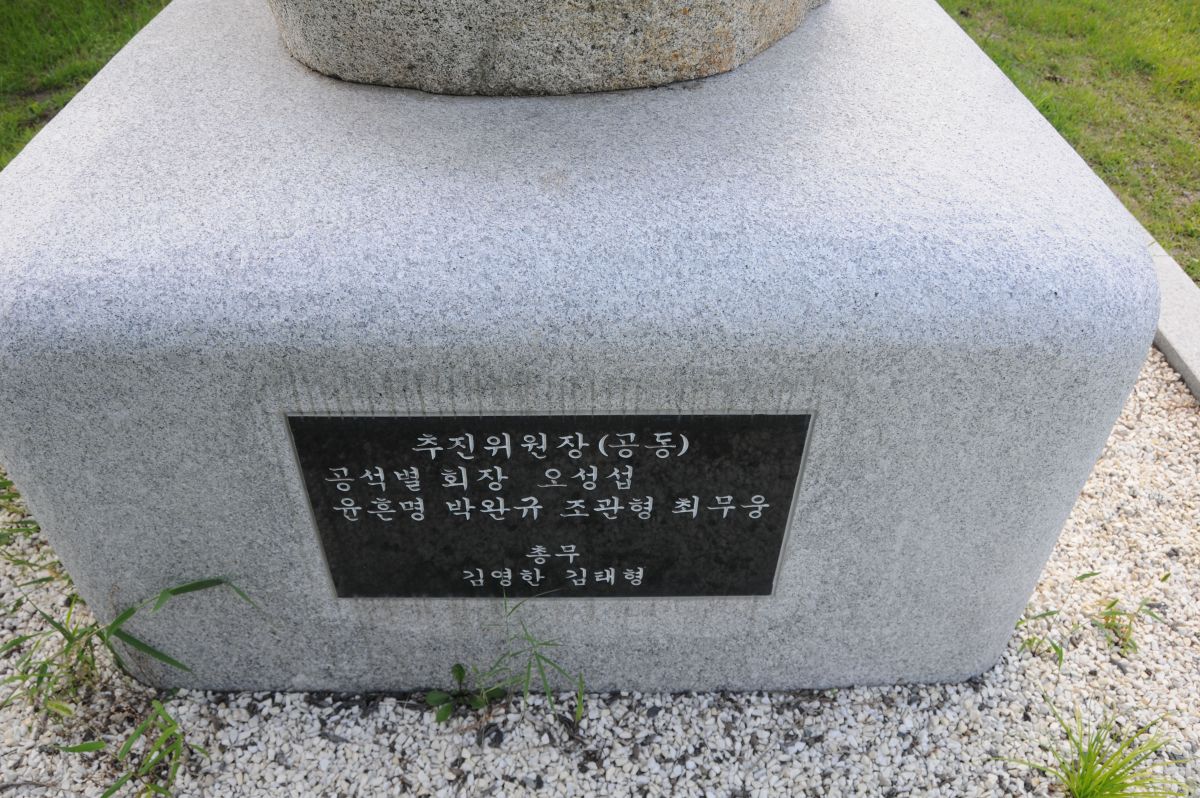 추진위원장(공동)
공석별 회장 오성섭
윤흔명 박완규 조관형 최무웅
총무
김영한 김태형